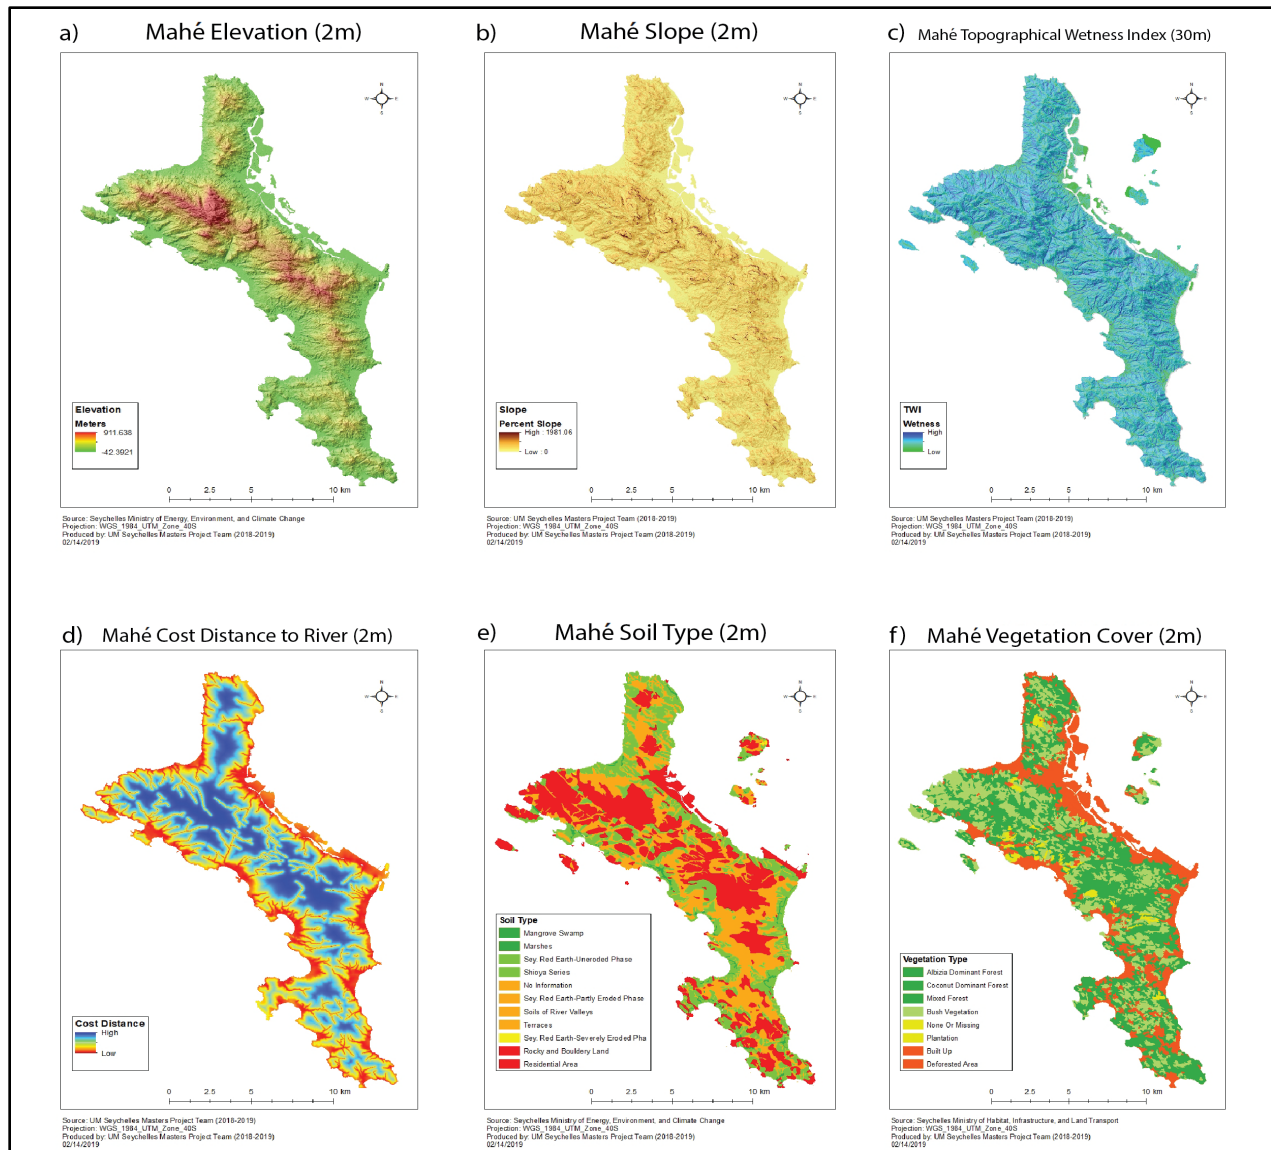 a) Mahé Elevation (2m)
N
W E
S
Elevation
Meters
911.638
-42.3921
0 2.5 5 10 km
Source: Seychelles Ministry of Energy, Environment, and Climate Change
Projection: WGS_1984_UTM_Zone_40S
Produced by: UM Seychelles Masters Project Team (2018-2019)
02/14/2019
b) Mahé Slope (2m)
N
W E
S
Slope
Percent Slope
High : 1981.06
Low : 0
0 2.5 5 10 km
Source: UM Seychelles Masters Project Team (2018-2019)
Projection: WGS_1984_UTM_Zone_40S
Produced by: UM Seychelles Masters Project Team (2018-2019)
02/14/2019
c) Mahé Topographical Wetness Index (30m)
N
W E
S
TWI
Wetness
High
Low
0 2.5 5 10 km
Source: UM Seychelles Masters Project Team (2018-2019)
Projection: WGS_1984_UTM_Zone_40S
Produced by: UM Seychelles Masters Project Team (2018-2019)
02/14/2019
d) Mahé Cost Distance to River (2m)
N
W E
S
Cost Distance
High
Low
0 2.5 5 10 km
Source: UM Seychelles Masters Project Team (2018-2019)
Projection: WGS_1984_UTM_Zone_40S
Produced by: UM Seychelles Masters Project Team (2018-2019)
02/14/2019
e) Mahé Soil Type (2m)
N
W E
S
Soil Type
Mangrove Swamp
Marshes
Sey. Red Earth-Uneroded Phase
Shioya Series
No Information
Sey. Red Earth-Partly Eroded Phase
Soils of River Valleys
Terraces
Sey. Red Earth-Severely Eroded Pha
Rocky and Bouldery Land
Residential Area
0 2.5 5 10 km
Source: Seychelles Ministry of Energy, Environment, and Climate Change
Projection: WGS_1984_UTM_Zone_40S
Produced by: UM Seychelles Masters Project Team (2018-2019)
02/14/2019
f) Mahé Vegetation Cover (2m)
N
W E
S
Vegetation Type
Albizia Dominant Forest
Coconut Dominant Forest
Mixed Forest
Bush Vegetation
None Or Missing
Plantation
Built Up
Deforested Area
0 2.5 5 10 km
Source: Seychelles Ministry of Habitat, Infrastructure, and Land Transport
Projection: WGS_1984_UTM_Zone_40S
Produced by: UM Seychelles Masters Project Team (2018-2019)
02/14/2019